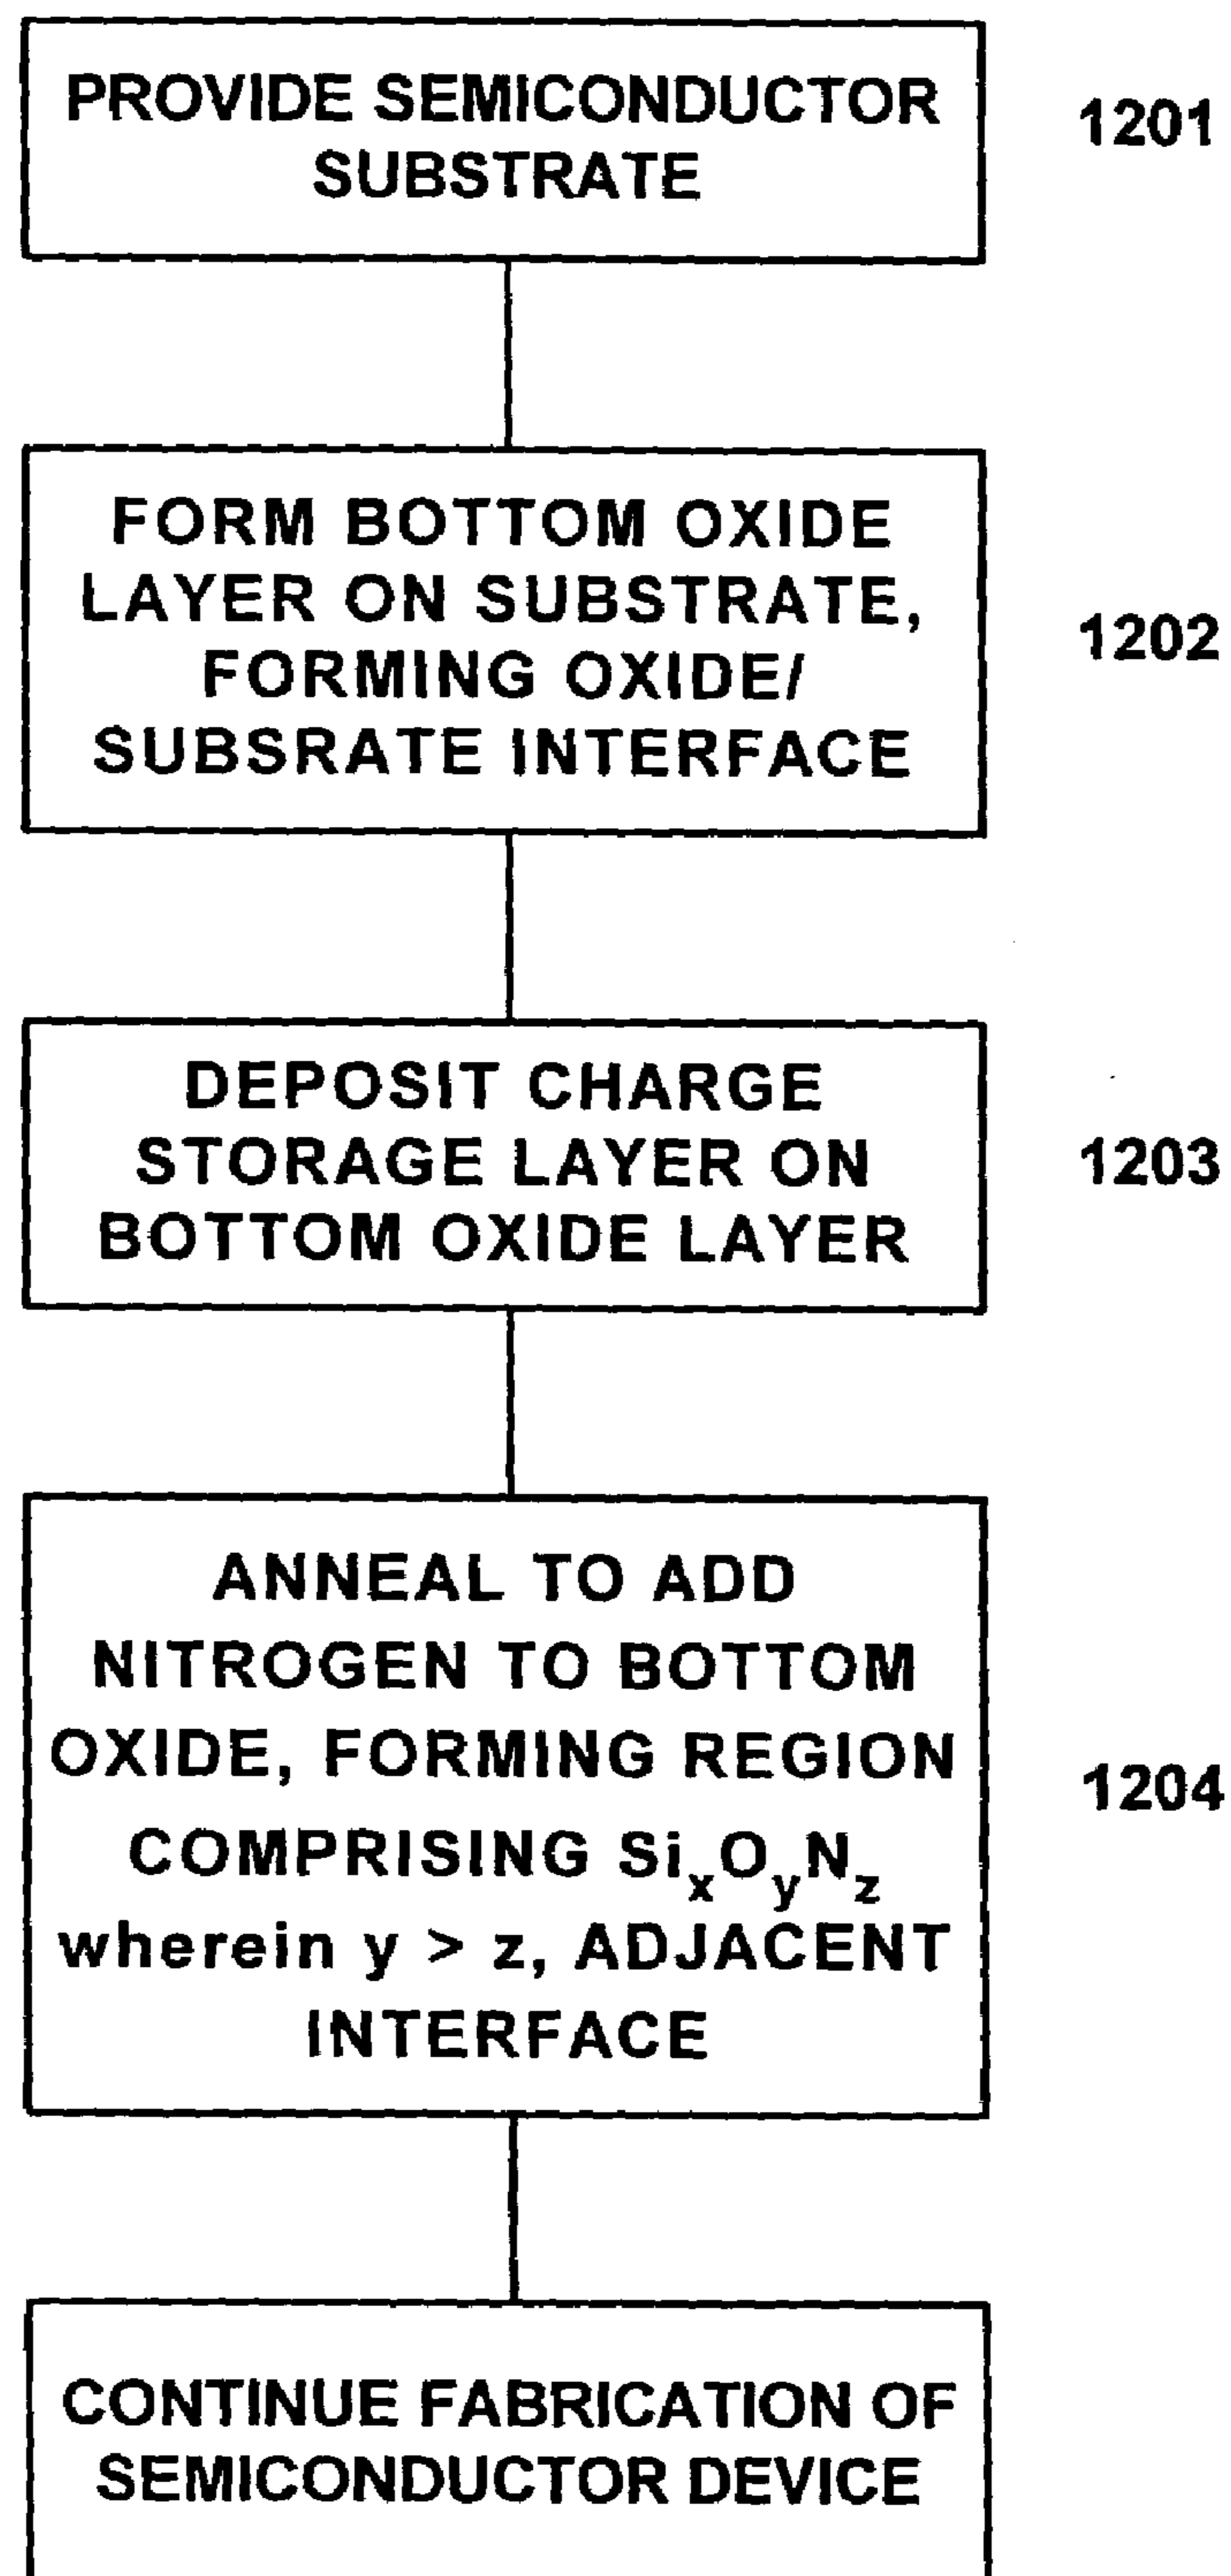 PROVIDE SEMICONDUCTOR
SUBSTRATE
1201
FORM BOTTOM OXIDE
LAYER ON SUBSTRATE,
FORMING OXIDE/
SUBSRATE INTERFACE
1202
DEPOSIT CHARGE
STORAGE LAYER ON
BOTTOM OXIDE LAYER
1203
ANNEAL TO ADD
NITROGEN TO BOTTOM
OXIDE, FORMING REGION
COMPRISING SiₓOyNz
wherein y > z, ADJACENT
INTERFACE
1204
CONTINUE FABRICATION OF
SEMICONDUCTOR DEVICE